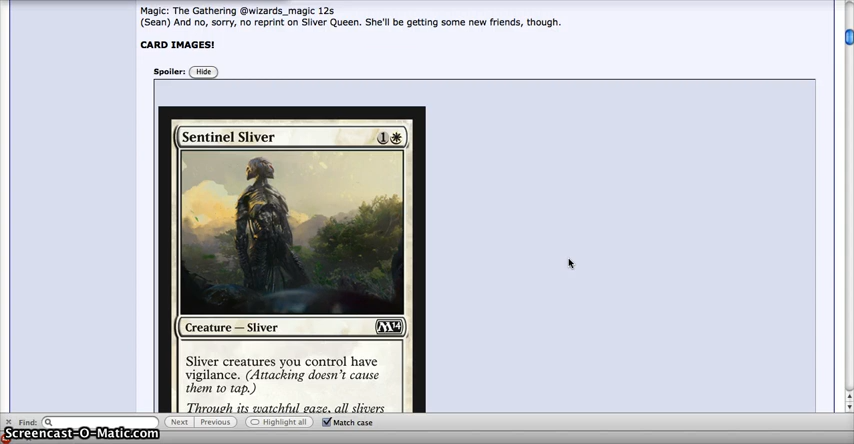 Magic: The Gathering @wizards_magic 12s
(Sean) And no, sorry, no reprint on Sliver Queen. She'll be getting some new friends, though.
CARD IMAGES!
Spoiler: Hide
Sentinel Sliver 1
Creature — Sliver M14
Sliver creatures you control have
vigilance. (Attacking doesn't cause
them to tap.)
Through its watchful gaze, all slivers
Find: Next Previous Highlight all Match case
Screencast-O-Matic.com